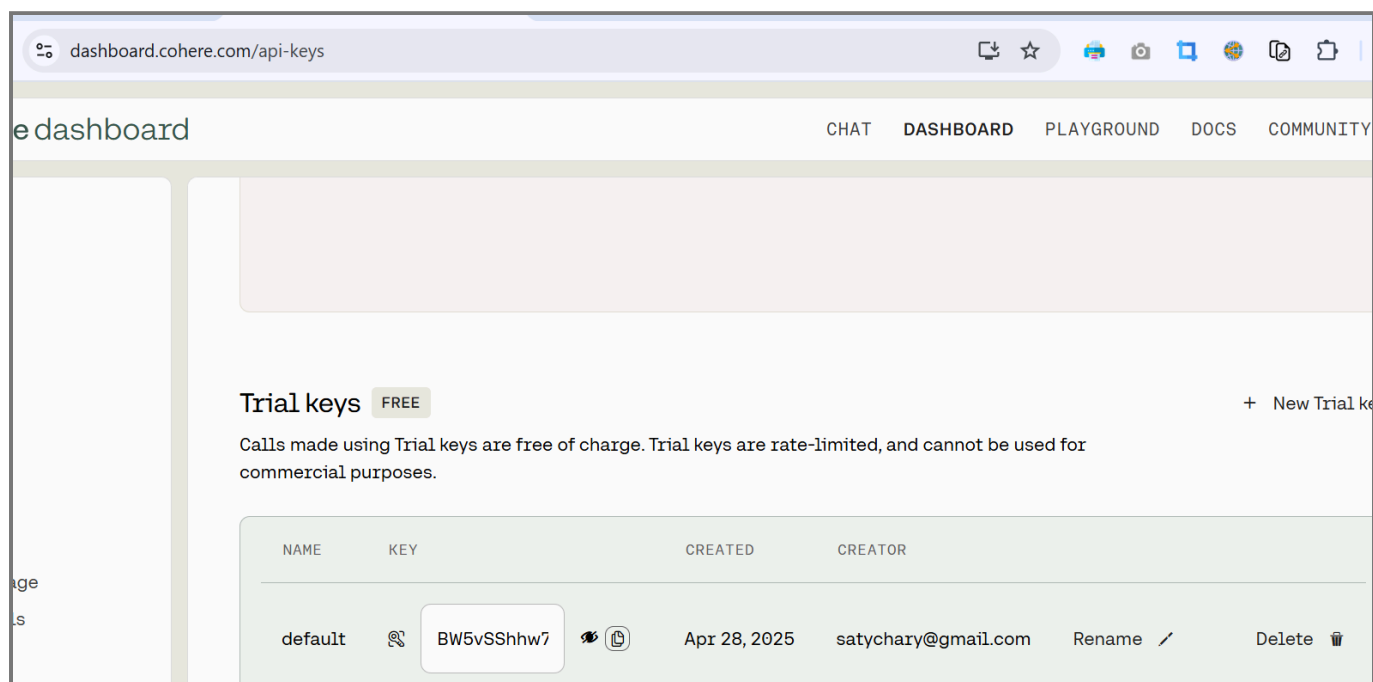 dashboard.cohere.com/api-keys
e dashboard
CHAT DASHBOARD PLAYGROUND DOCS COMMUNITY
Trial keys FREE
+ New Trial ke
Calls made using Trial keys are free of charge. Trial keys are rate-limited, and cannot be used for
commercial purposes.
NAME KEY CREATED CREATOR
age
ls
default BW5vSShhw7 Apr 28, 2025 satychary@gmail.com Rename Delete